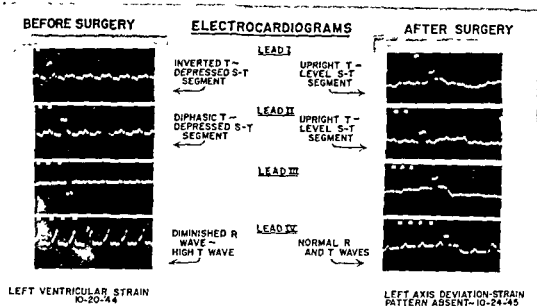 BEFORE SURGERY
ELECTROCARDIOGRAMS
AFTER SURGERY
LEAD I
INVERTED T~
DEPRESSED S-T
SEGMENT
UPRIGHT T-
LEVEL S-T
SEGMENT
LEAD II
DIPHASIC T~
DEPRESSED S-T
SEGMENT
UPRIGHT T-
LEVEL S-T
SEGMENT
LEAD III
LEAD IV
DIMINISHED R
WAVE~
HIGH T WAVE
NORMAL R
AND T WAVES
LEFT VENTRICULAR STRAIN
10-20-'44
LEFT AXIS DEVIATION-STRAIN
PATTERN ABSENT~10-24-'45